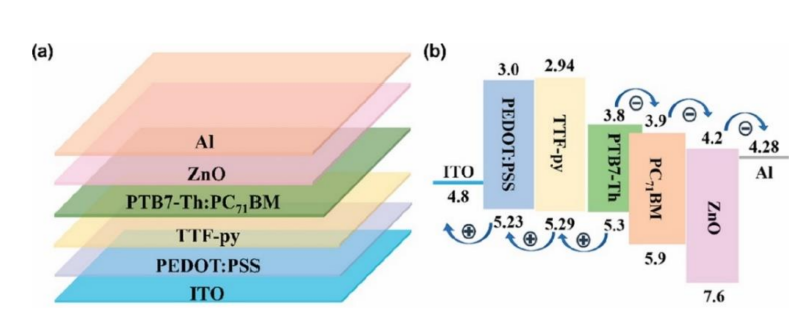 (a)
Al
ZnO
PTB7-Th:PC71BM
TTF-py
PEDOT:PSS
ITO
(b)
3.0
2.94
3.8
3.9
4.2
4.28
Al
ITO
4.8
PEDOT:PSS
TTF-py
PTB7-Th
PC71BM
ZnO
5.23
5.29
5.3
5.9
7.6